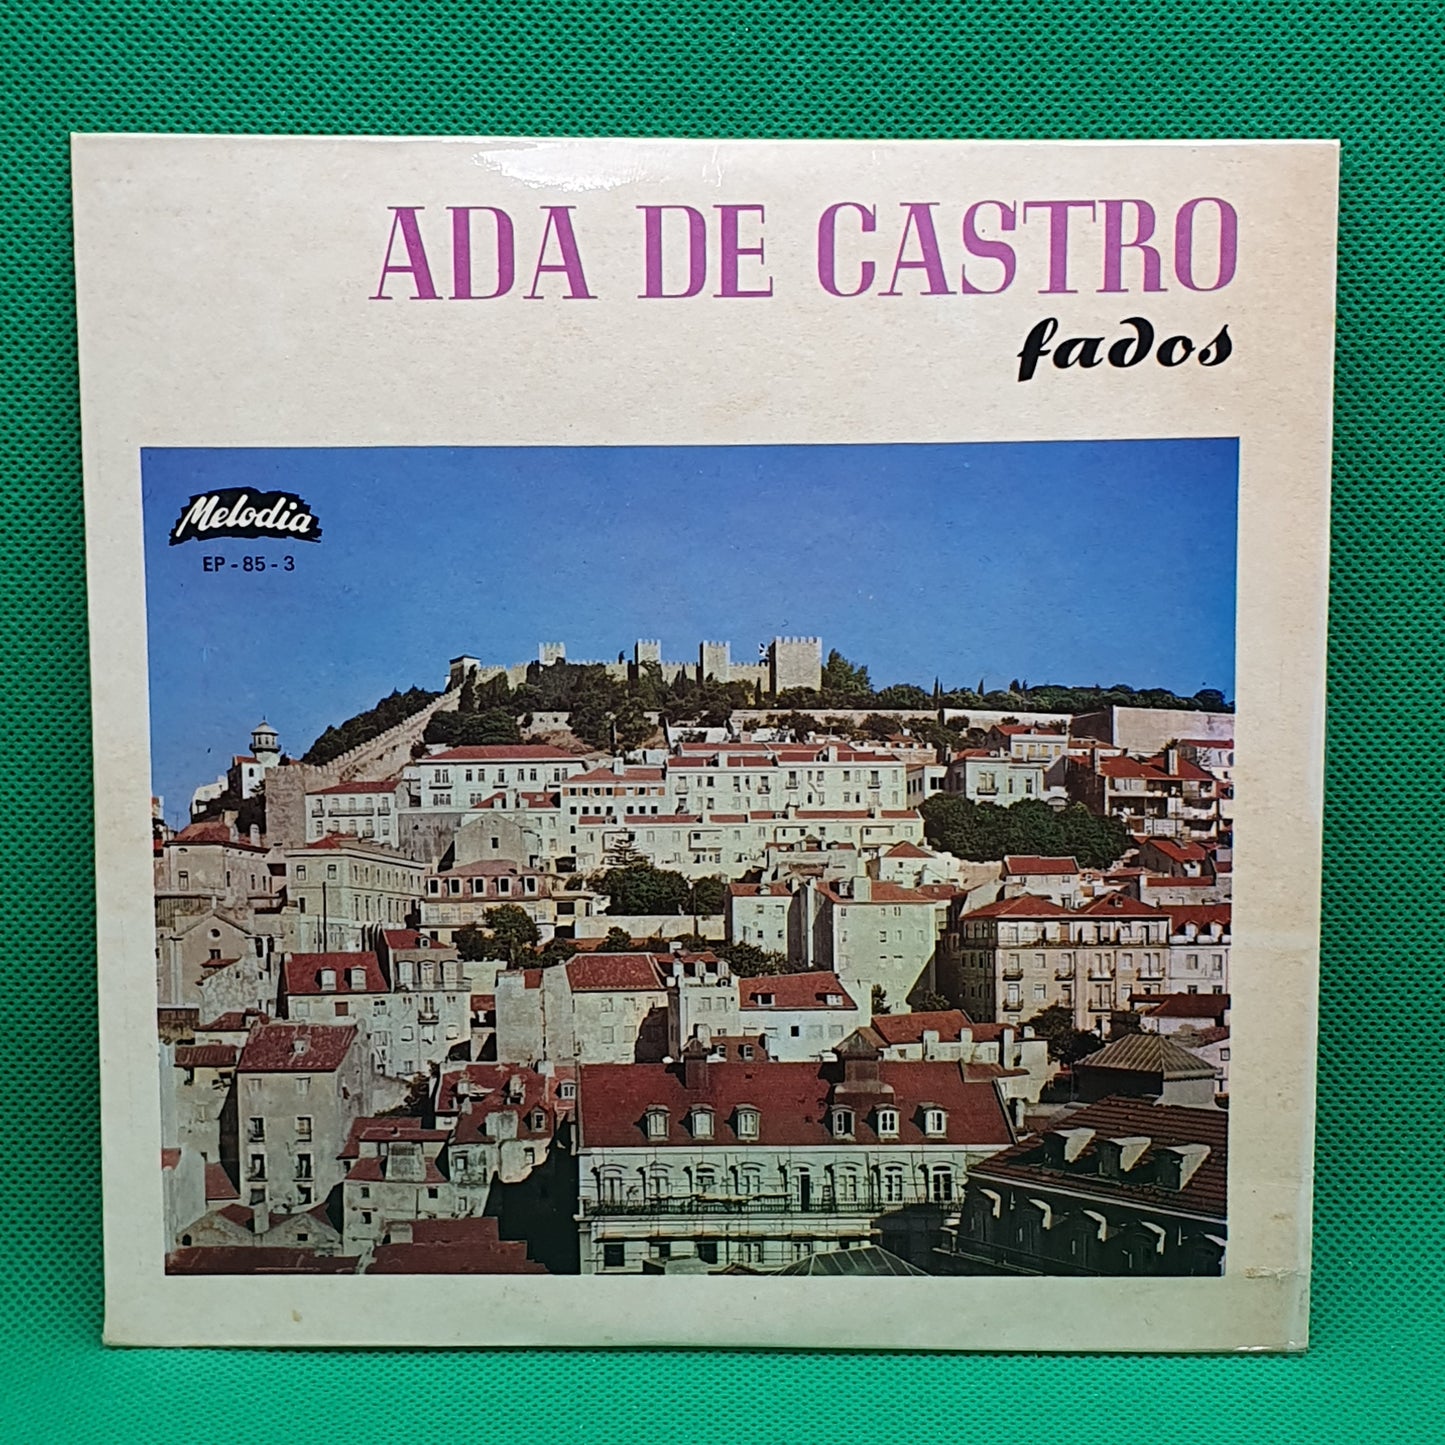 ADA DE CASTRO
fados
Melodia
EP - 85 - 3